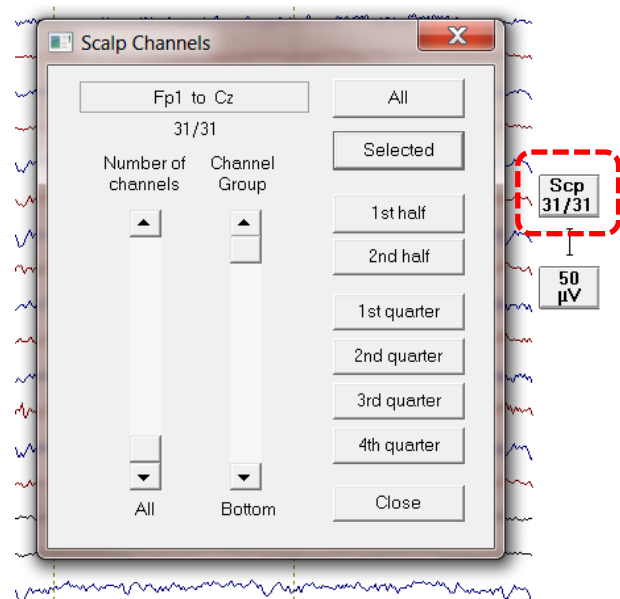 Scalp Channels
X
Fp1 to Cz
31/31
Number of
channels
Channel
Group
All
Bottom
All
Selected
1st half
2nd half
1st quarter
2nd quarter
3rd quarter
4th quarter
Close
Scp
31/31
50
µV